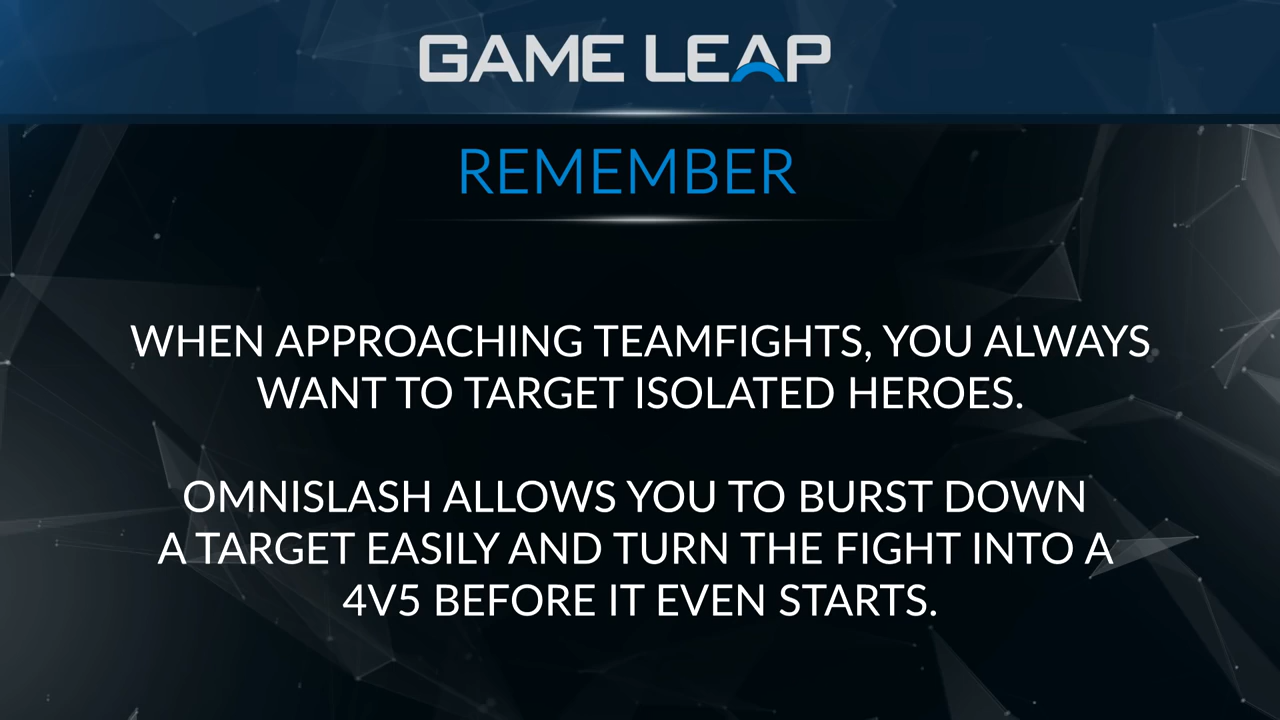 GAME LEAP
REMEMBER
WHEN APPROACHING TEAMFIGHTS, YOU ALWAYS
WANT TO TARGET ISOLATED HEROES.
OMNISLASH ALLOWS YOU TO BURST DOWN
A TARGET EASILY AND TURN THE FIGHT INTO A
4V5 BEFORE IT EVEN STARTS.